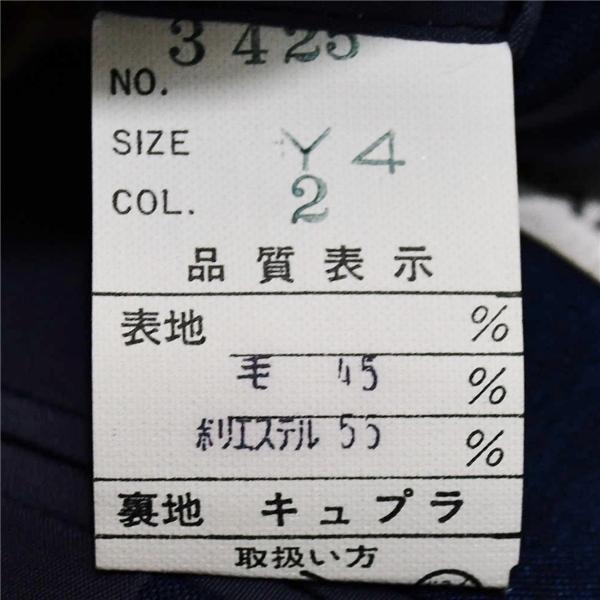 NO. 3425
SIZE Y4
COL. 2
品質表示
表地 %
毛 45 %
ポリエステル 55 %
裏地 キュプラ
取扱い方